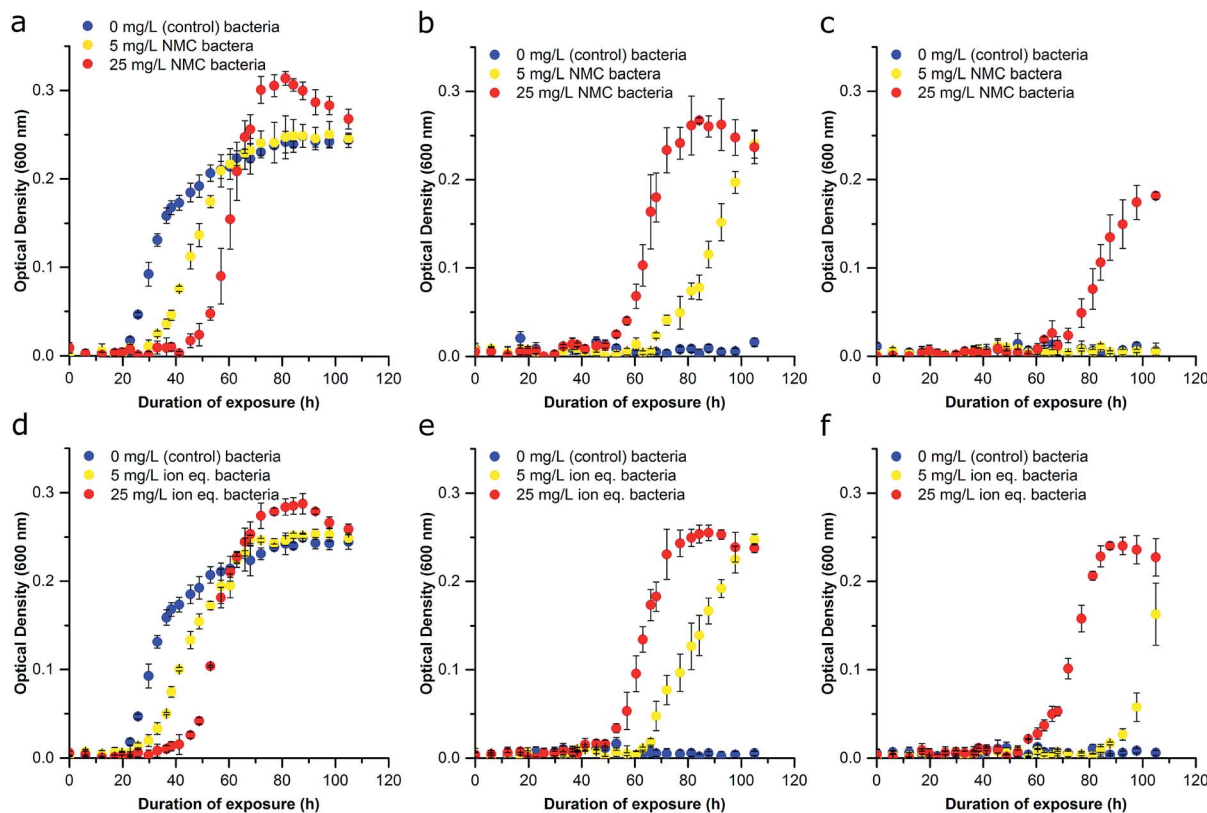 a
0 mg/L (control) bacteria
5 mg/L NMC bactera
25 mg/L NMC bacteria
Optical Density (600 nm)
0.3
0.2
0.1
0.0
0 20 40 60 80 100 120
Duration of exposure (h)
b
0 mg/L (control) bacteria
5 mg/L NMC bactera
25 mg/L NMC bacteria
Optical Density (600 nm)
0.3
0.2
0.1
0.0
0 20 40 60 80 100 120
Duration of exposure (h)
c
0 mg/L (control) bacteria
5 mg/L NMC bactera
25 mg/L NMC bacteria
Optical Density (600 nm)
0.3
0.2
0.1
0.0
0 20 40 60 80 100 120
Duration of exposure (h)
d
0 mg/L (control) bacteria
5 mg/L ion eq. bacteria
25 mg/L ion eq. bacteria
Optical Density (600 nm)
0.3
0.2
0.1
0.0
0 20 40 60 80 100 120
Duration of exposure (h)
e
0 mg/L (control) bacteria
5 mg/L ion eq. bacteria
25 mg/L ion eq. bacteria
Optical Density (600 nm)
0.3
0.2
0.1
0.0
0 20 40 60 80 100 120
Duration of exposure (h)
f
0 mg/L (control) bacteria
5 mg/L ion eq. bacteria
25 mg/L ion eq. bacteria
Optical Density (600 nm)
0.3
0.2
0.1
0.0
0 20 40 60 80 100 120
Duration of exposure (h)